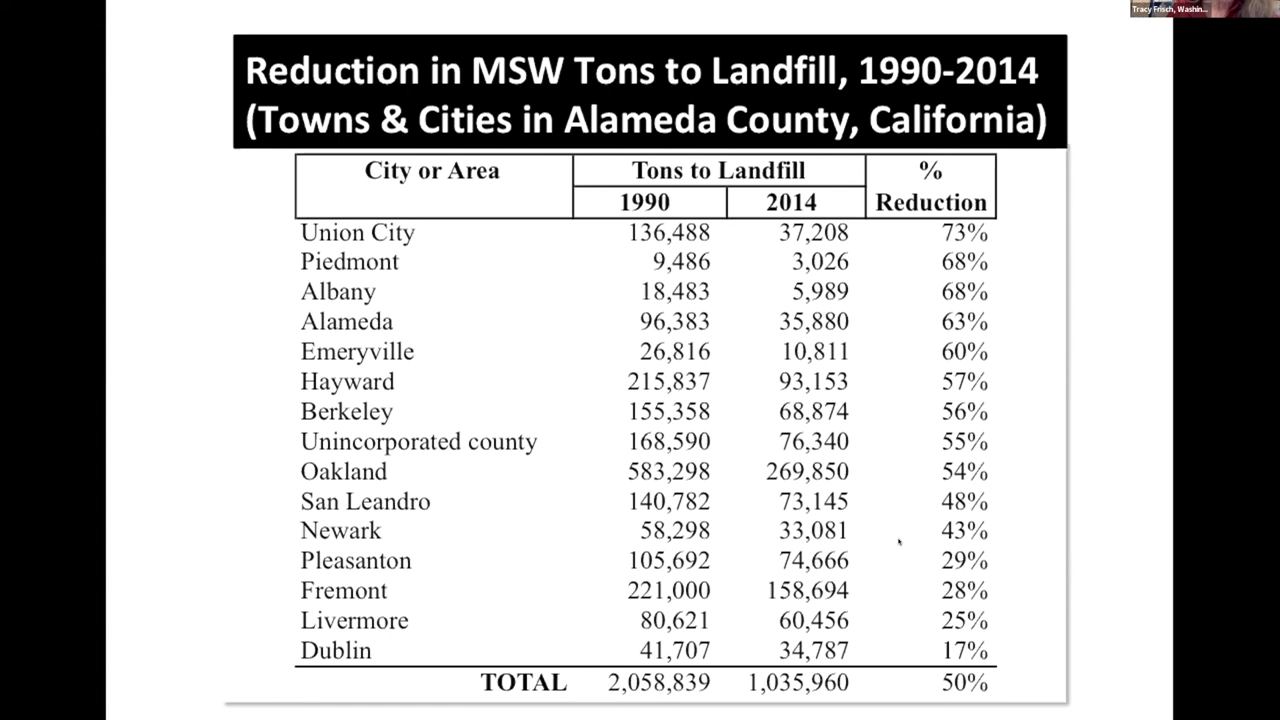 Tracy Frisch, Washin...
Reduction in MSW Tons to Landfill, 1990-2014
(Towns & Cities in Alameda County, California)
City or Area Tons to Landfill %
1990 2014 Reduction
Union City 136,488 37,208 73%
Piedmont 9,486 3,026 68%
Albany 18,483 5,989 68%
Alameda 96,383 35,880 63%
Emeryville 26,816 10,811 60%
Hayward 215,837 93,153 57%
Berkeley 155,358 68,874 56%
Unincorporated county 168,590 76,340 55%
Oakland 583,298 269,850 54%
San Leandro 140,782 73,145 48%
Newark 58,298 33,081 43%
Pleasanton 105,692 74,666 29%
Fremont 221,000 158,694 28%
Livermore 80,621 60,456 25%
Dublin 41,707 34,787 17%
TOTAL 2,058,839 1,035,960 50%